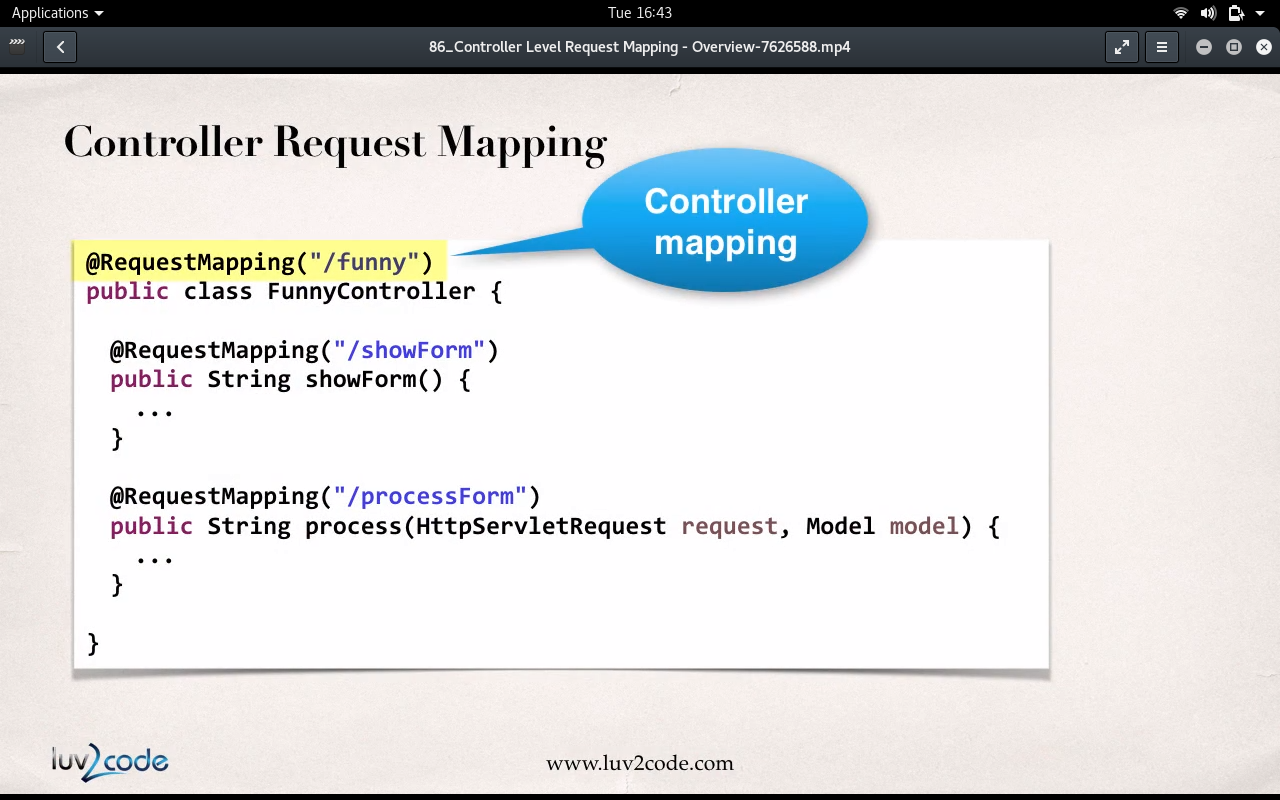 Applications
Tue 16:43
86_Controller Level Request Mapping - Overview-7626588.mp4
Controller Request Mapping
Controller
mapping
@RequestMapping("/funny")
public class FunnyController {
@RequestMapping("/showForm")
public String showForm() {
...
}
@RequestMapping("/processForm")
public String process(HttpServletRequest request, Model model) {
...
}
}
luv2code
www.luv2code.com